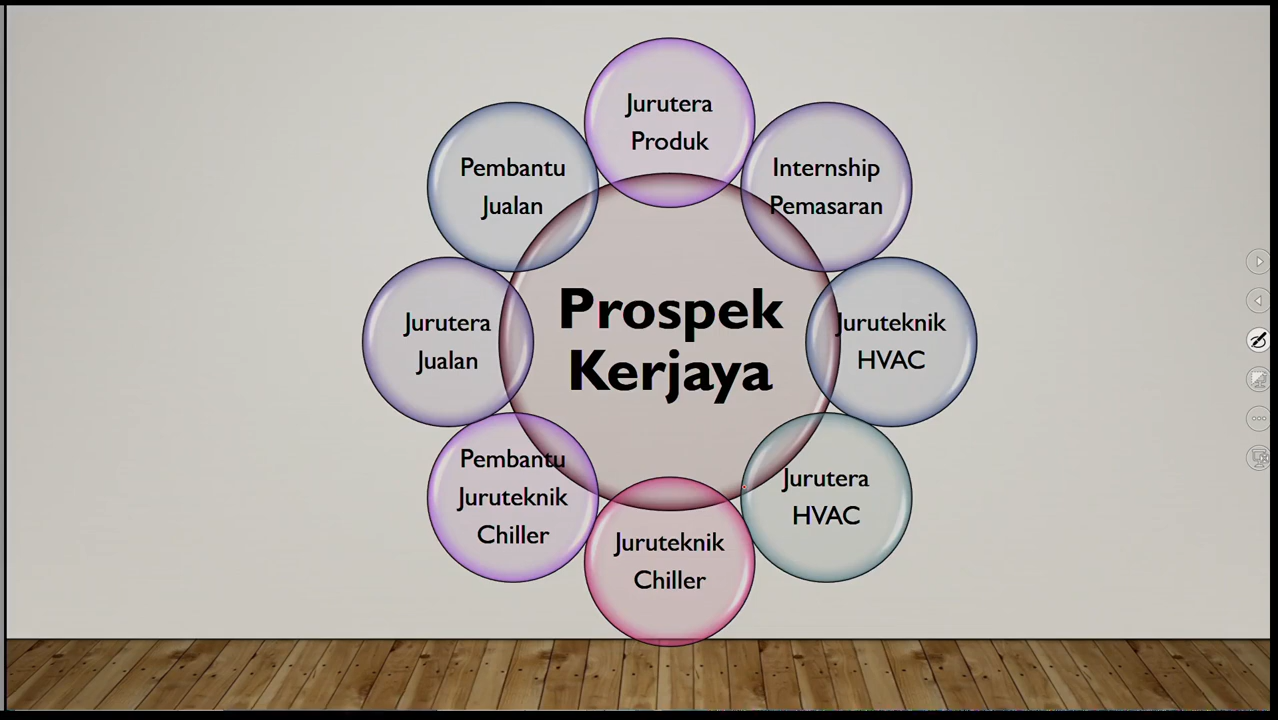 Prospek
Kerjaya
Jurutera
Produk
Internship
Pemasaran
Juruteknik
HVAC
Jurutera
HVAC
Juruteknik
Chiller
Pembantu
Juruteknik
Chiller
Jurutera
Jualan
Pembantu
Jualan